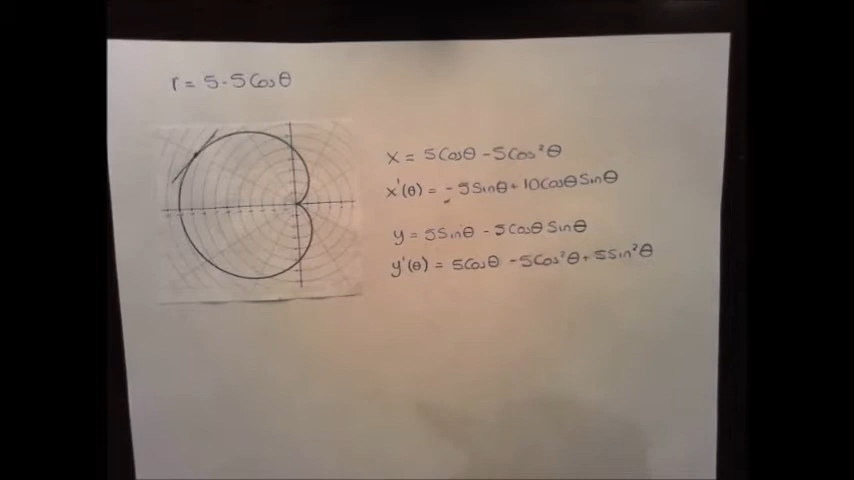 r = 5 - 5Cosθ
x = 5Cosθ - 5Cos²θ
x'(θ) = - 5Sinθ + 10CosθSinθ
y = 5Sinθ - 5CosθSinθ
y'(θ) = 5Cosθ - 5Cos²θ + 5Sin²θ